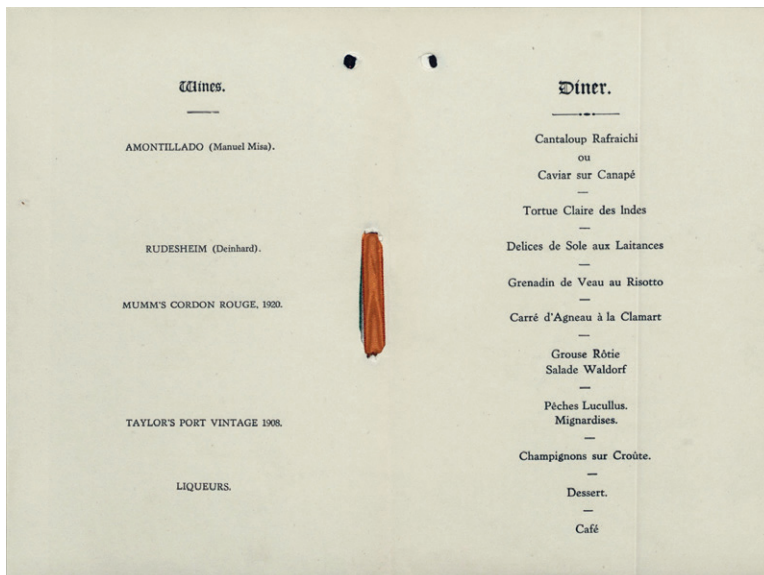 Wines.
AMONTILLADO (Manuel Misa).
RUDESHEIM (Deinhard).
MUMM'S CORDON ROUGE, 1920.
TAYLOR'S PORT VINTAGE 1908.
LIQUEURS.
Diner.
Cantaloup Rafraichi
ou
Caviar sur Canapé
Tortue Claire des Indes
Delices de Sole aux Laitances
Grenadin de Veau au Risotto
Carré d'Agneau à la Clamart
Grouse Rôtie
Salade Waldorf
Pêches Lucullus.
Mignardises.
Champignons sur Croûte.
Dessert.
Café